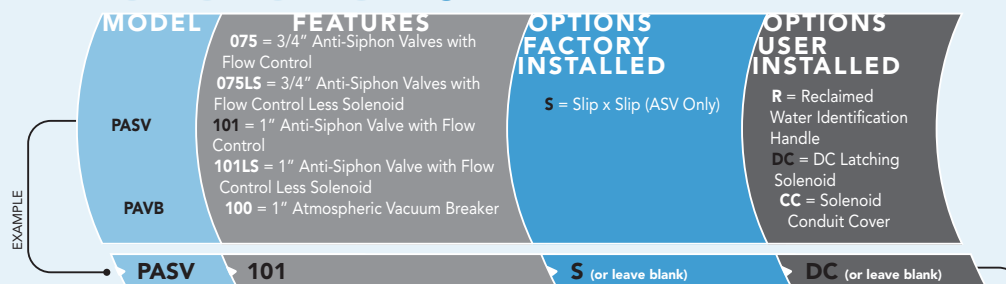 MODEL
PASV
PAVB
FEATURES
075 = 3/4" Anti-Siphon Valves with
Flow Control
075LS = 3/4" Anti-Siphon Valves with
Flow Control Less Solenoid
101 = 1" Anti-Siphon Valve with Flow
Control
101LS = 1" Anti-Siphon Valve with Flow
Control Less Solenoid
100 = 1" Atmospheric Vacuum Breaker
OPTIONS
FACTORY
INSTALLED
S = Slip x Slip (ASV Only)
OPTIONS
USER
INSTALLED
R = Reclaimed
Water Identification
Handle
DC = DC Latching
Solenoid
CC = Solenoid
Conduit Cover
EXAMPLE
PASV 101 S (or leave blank) DC (or leave blank)